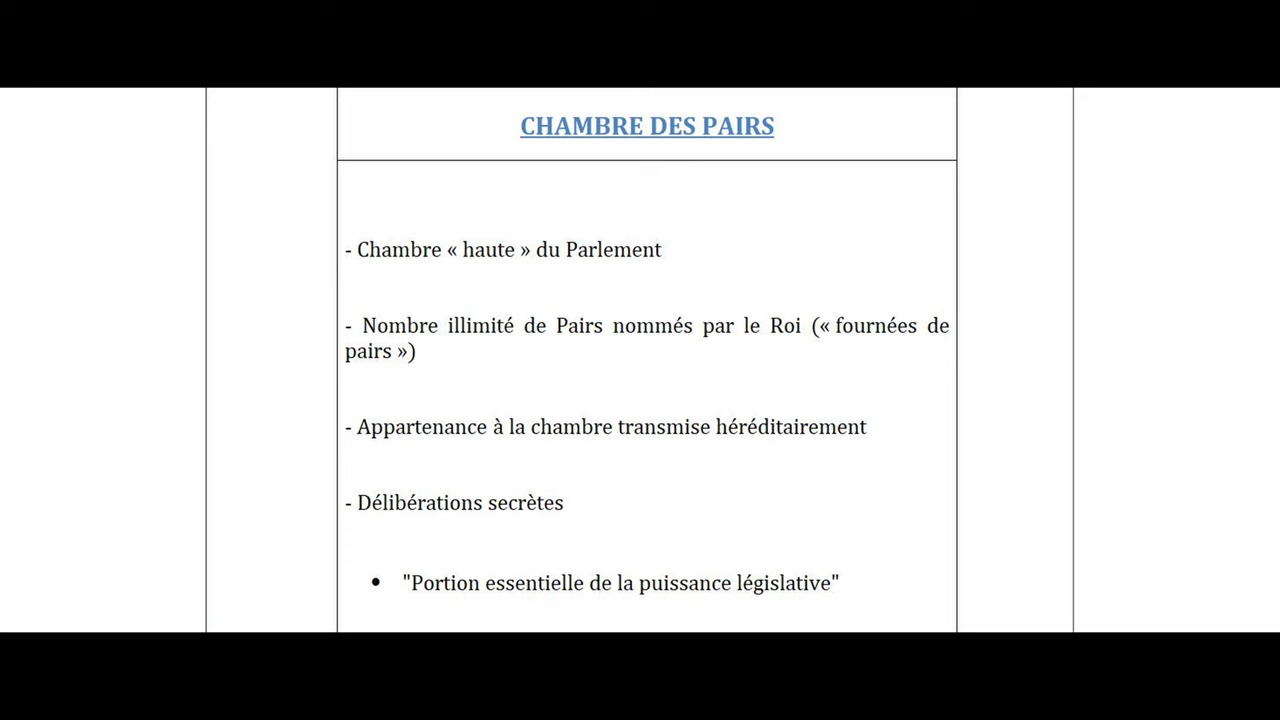 CHAMBRE DES PAIRS
- Chambre « haute » du Parlement
- Nombre illimité de Pairs nommés par le Roi (« fournées de
pairs »)
- Appartenance à la chambre transmise héréditairement
- Délibérations secrètes
• "Portion essentielle de la puissance législative"